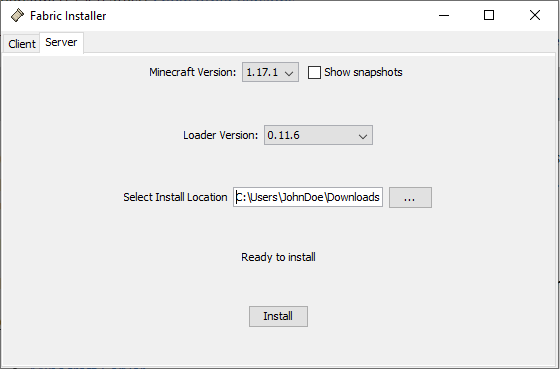 Fabric Installer
Client Server
Minecraft Version: 1.17.1 Show snapshots
Loader Version: 0.11.6
Select Install Location C:\Users\JohnDoe\Downloads ...
Ready to install
Install